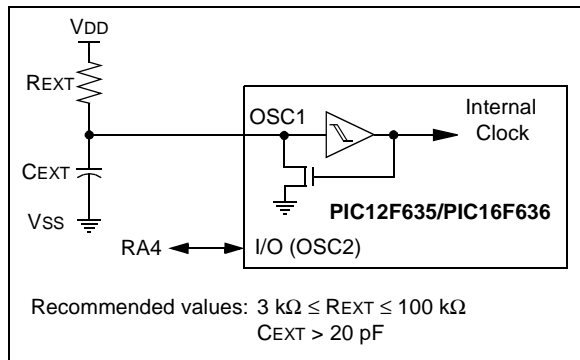 VDD
REXT
OSC1
Internal
Clock
CEXT
PIC12F635/PIC16F636
VSS
RA4
I/O (OSC2)
Recommended values: 3 kΩ ≤ REXT ≤ 100 kΩ
CEXT > 20 pF